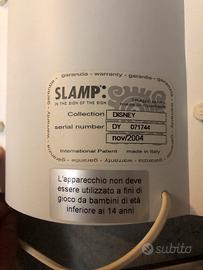 garanzia - warranty - garantie - garantia
SLAMP:
IN THE SIGN OF THE SIGN
Collection DISNEY
serial number DY 071744
nov/2004
International Patent made in Italy
L'apparecchio non deve
essere utilizzato a fini di
gioco da bambini di età
inferiore ai 14 anni
subito